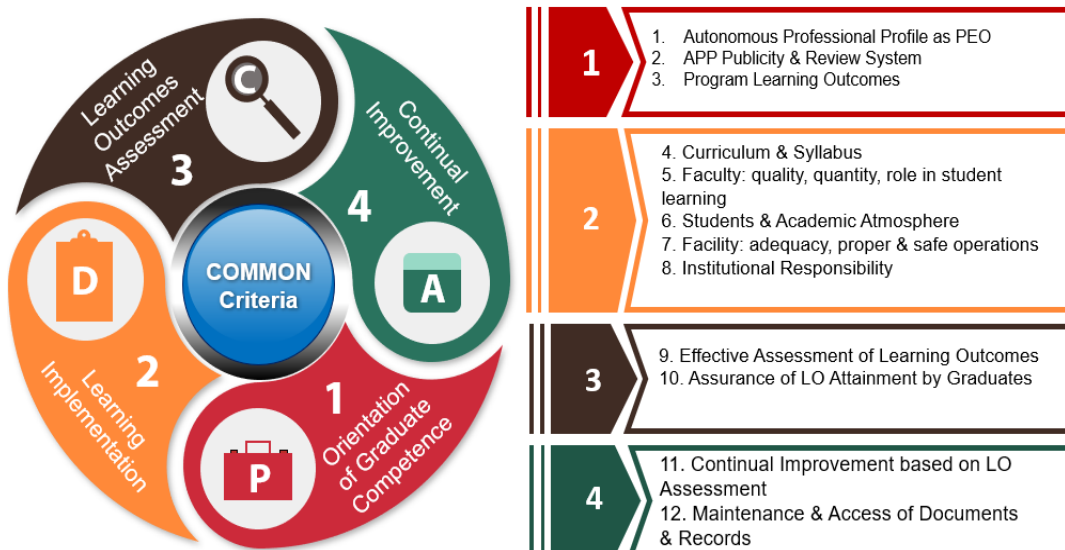 Learning
Outcomes
Assessment
3
C
Continual
Improvement
4
A
COMMON
Criteria
D
2
Learning
Implementation
1
Orientation
of Graduate
Competence
P
1
1. Autonomous Professional Profile as PEO
2. APP Publicity & Review System
3. Program Learning Outcomes
2
4. Curriculum & Syllabus
5. Faculty: quality, quantity, role in student
learning
6. Students & Academic Atmosphere
7. Facility: adequacy, proper & safe operations
8. Institutional Responsibility
3
9. Effective Assessment of Learning Outcomes
10. Assurance of LO Attainment by Graduates
4
11. Continual Improvement based on LO
Assessment
12. Maintenance & Access of Documents
& Records